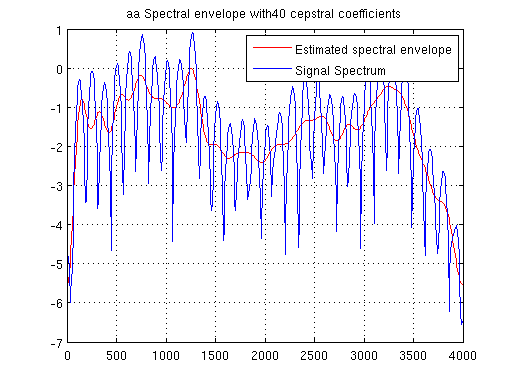 aa Spectral envelope with40 cepstral coefficients
Estimated spectral envelope
Signal Spectrum
1
0
-1
-2
-3
-4
-5
-6
-7
0 500 1000 1500 2000 2500 3000 3500 4000